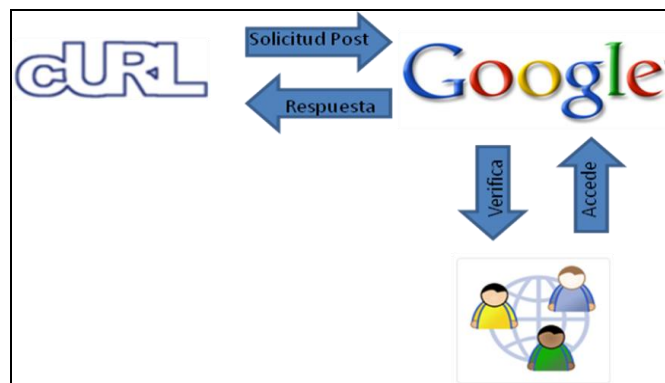 cURL
Solicitud Post
Google
Respuesta
Verifica
Accede